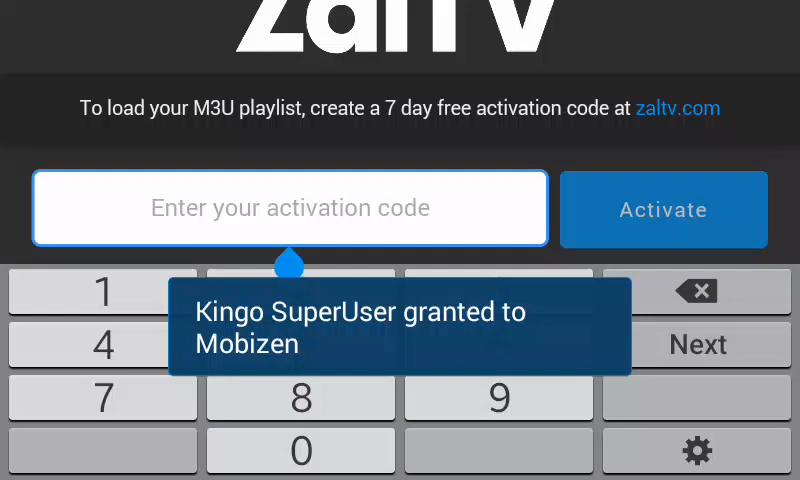 ZalTV
To load your M3U playlist, create a 7 day free activation code at zaltv.com
Enter your activation code
Activate
1
Kingo SuperUser granted to
Mobizen
4
Next
7
8
9
0